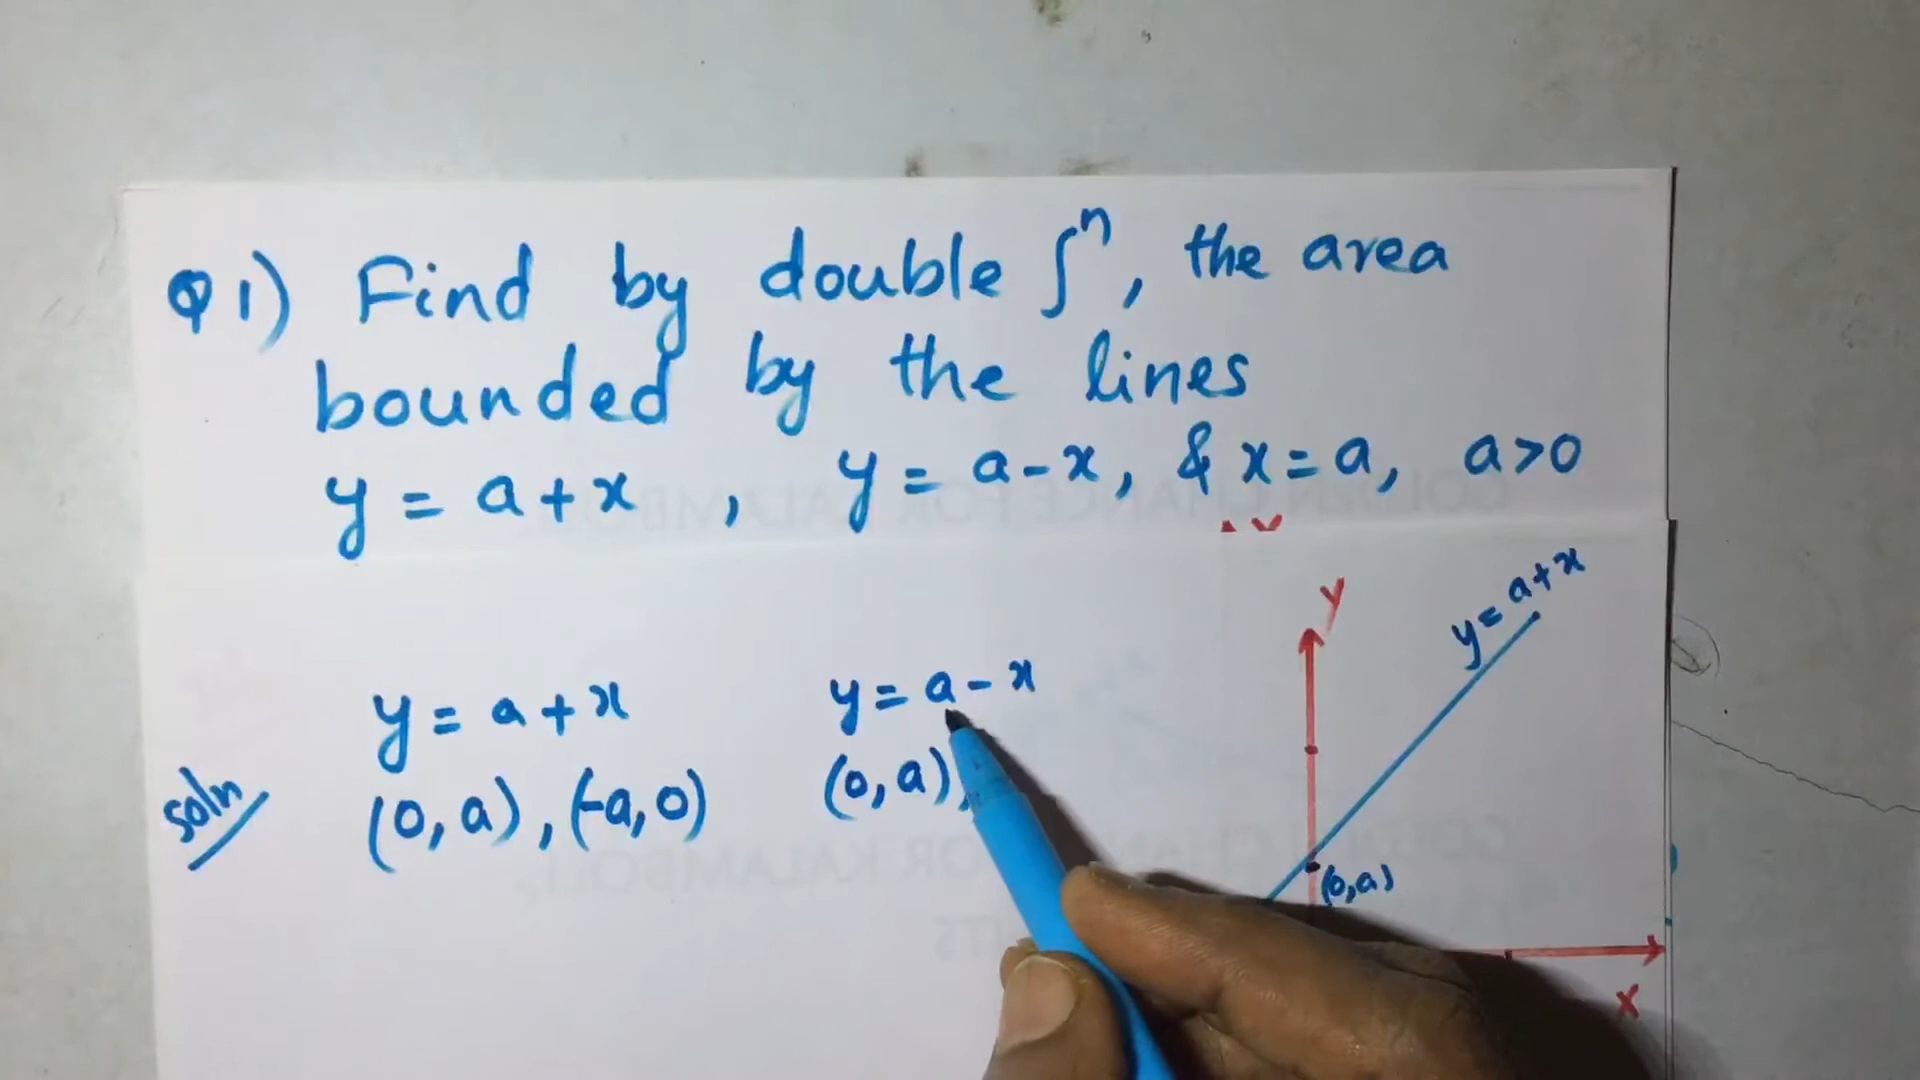 Q1) Find by double ∫ⁿ, the area
bounded by the lines
y = a+x , y = a-x, & x=a, a>0
y
y = a+x
y = a+x
y = a-x
soln
(0, a), (-a, 0)
(0, a),
(0,a)
x